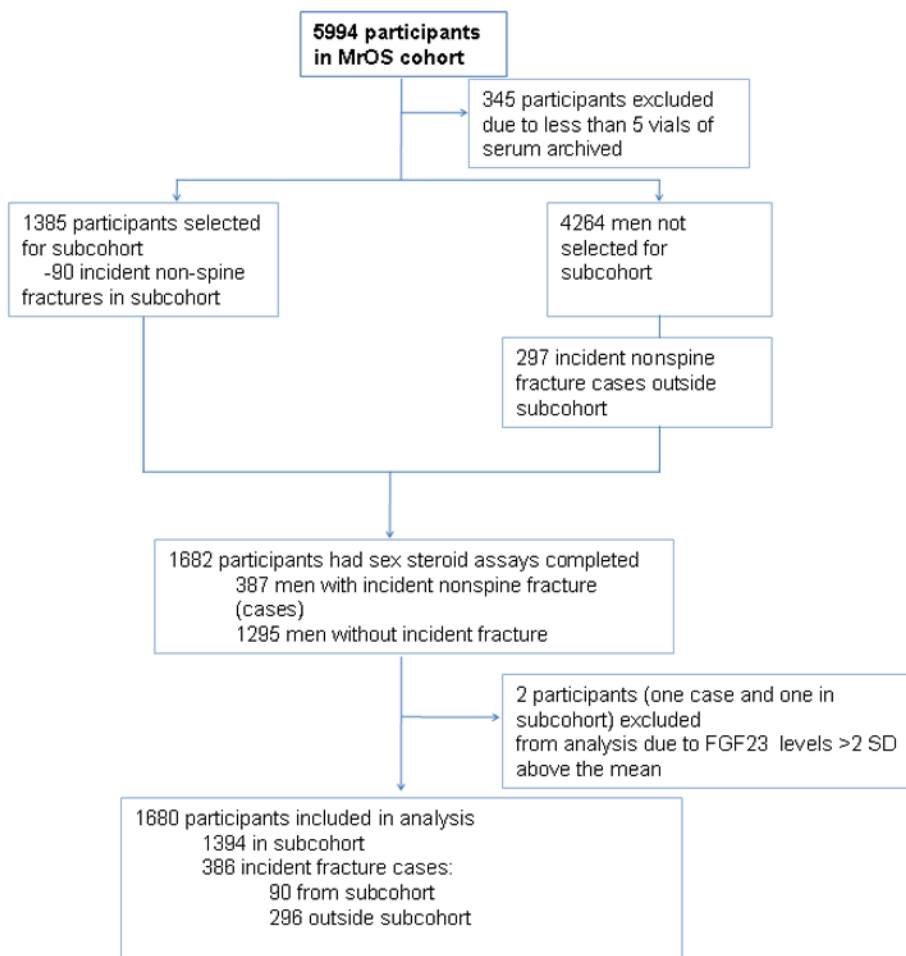 5994 participants
in MrOS cohort
345 participants excluded
due to less than 5 vials of
serum archived
1385 participants selected
for subcohort
-90 incident non-spine
fractures in subcohort
4264 men not
selected for
subcohort
297 incident nonspine
fracture cases outside
subcohort
1682 participants had sex steroid assays completed
387 men with incident nonspine fracture
(cases)
1295 men without incident fracture
2 participants (one case and one in
subcohort) excluded
from analysis due to FGF23 levels >2 SD
above the mean
1680 participants included in analysis
1394 in subcohort
386 incident fracture cases:
90 from subcohort
296 outside subcohort